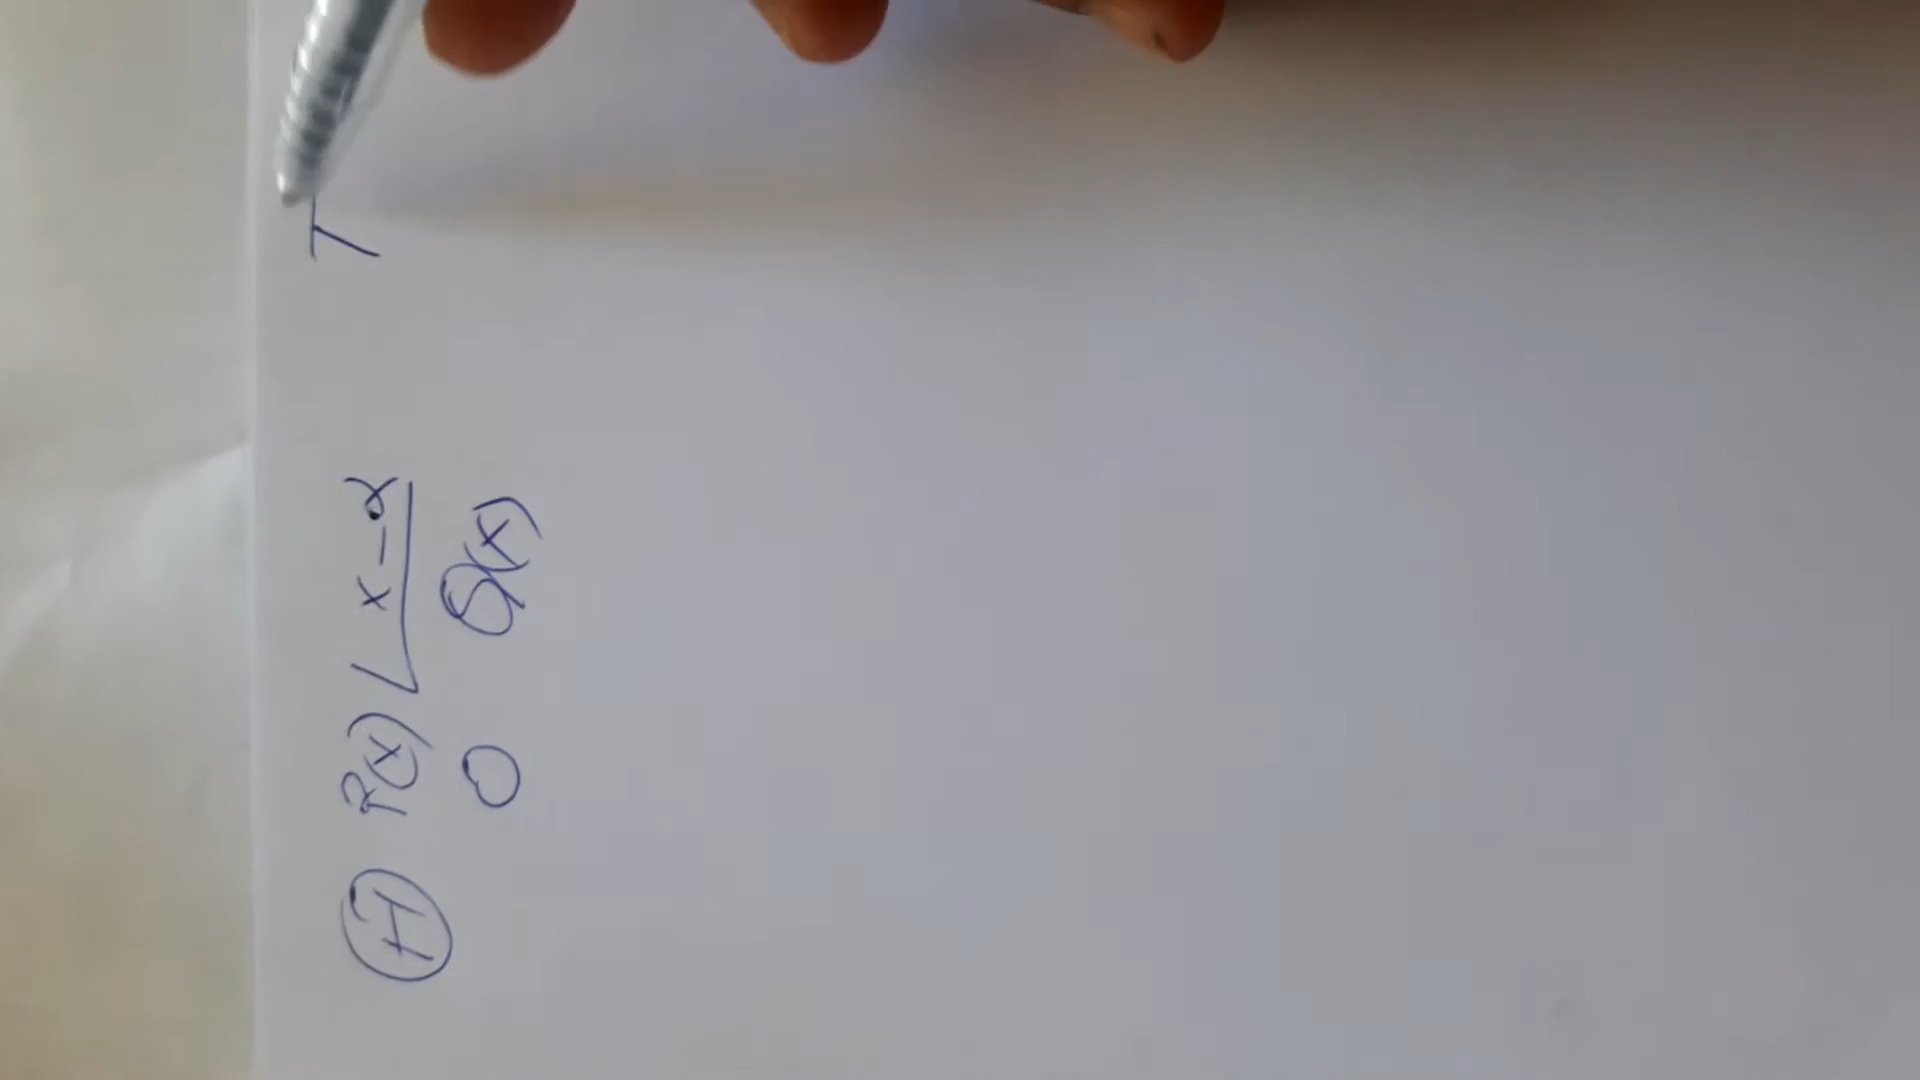 Ⓗ P(x) | x-α T
0 Q(x)